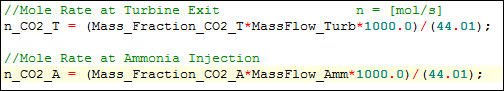 //Mole Rate at Turbine Exit n = [mol/s]
n_CO2_T = (Mass_Fraction_CO2_T*MassFlow_Turb*1000.0)/(44.01);
//Mole Rate at Ammonia Injection
n_CO2_A = (Mass_Fraction_CO2_A*MassFlow_Amm*1000.0)/(44.01);